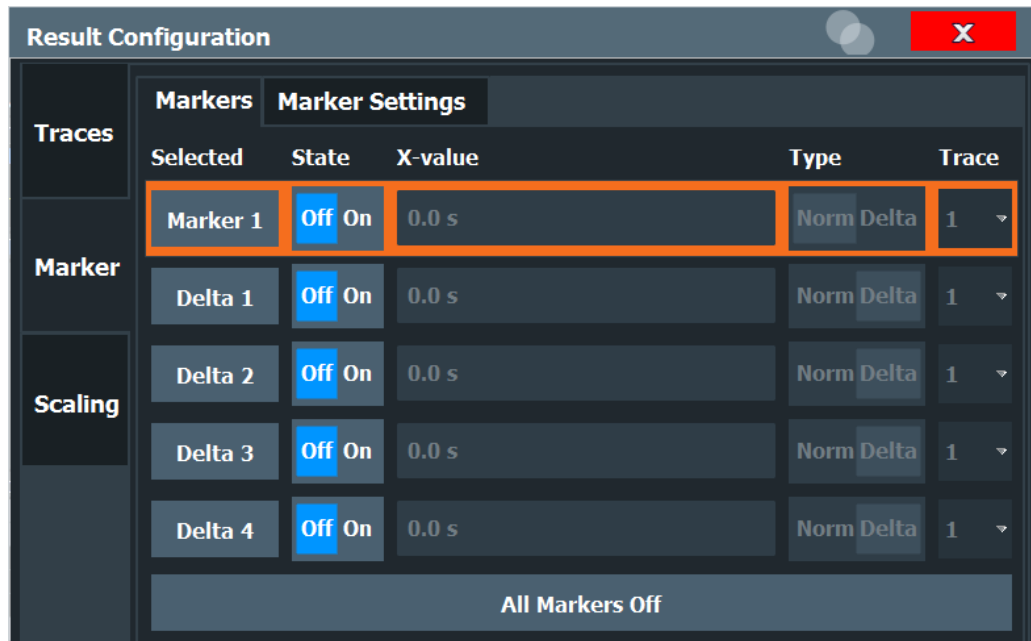 Result Configuration X
Traces
Marker
Scaling
Markers Marker Settings
Selected State X-value Type Trace
Marker 1 Off On 0.0 s Norm Delta 1
Delta 1 Off On 0.0 s Norm Delta 1
Delta 2 Off On 0.0 s Norm Delta 1
Delta 3 Off On 0.0 s Norm Delta 1
Delta 4 Off On 0.0 s Norm Delta 1
All Markers Off